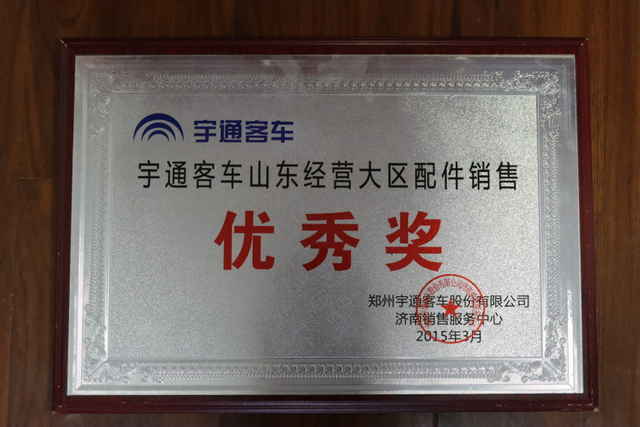 宇通客车
宇通客车山东经营大区配件销售
优秀奖
郑州宇通客车股份有限公司
济南销售服务中心
2015年3月